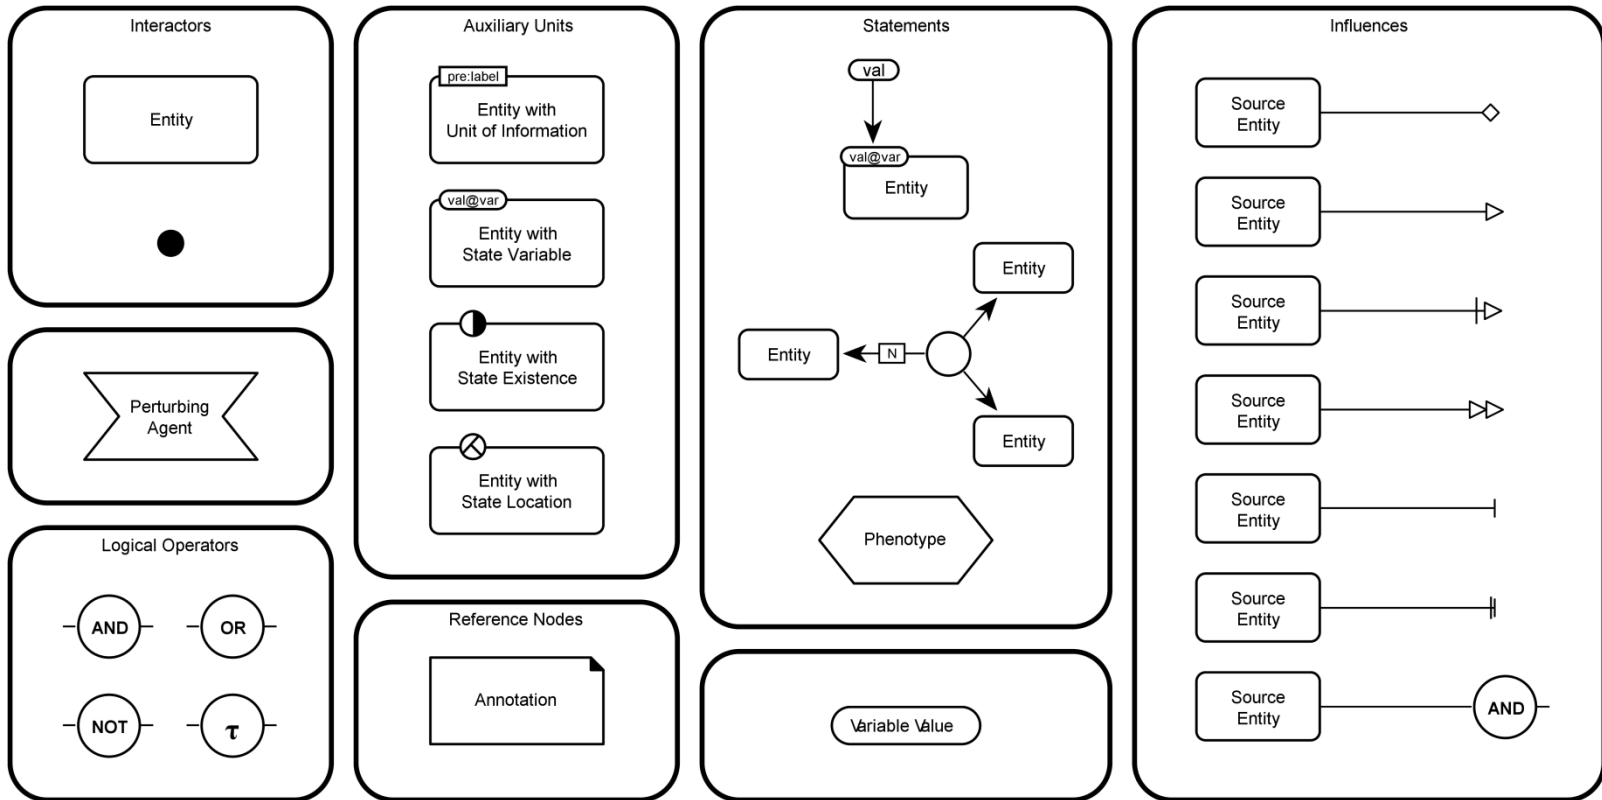 Interactors
Entity
Perturbing
Agent
Logical Operators
AND
OR
NOT
τ
Auxiliary Units
pre:label
Entity with
Unit of Information
val@var
Entity with
State Variable
Entity with
State Existence
Entity with
State Location
Reference Nodes
Annotation
Statements
val
val@var
Entity
Entity
Entity
N
Entity
Phenotype
Variable Value
Influences
Source
Entity
Source
Entity
Source
Entity
Source
Entity
Source
Entity
Source
Entity
Source
Entity
AND